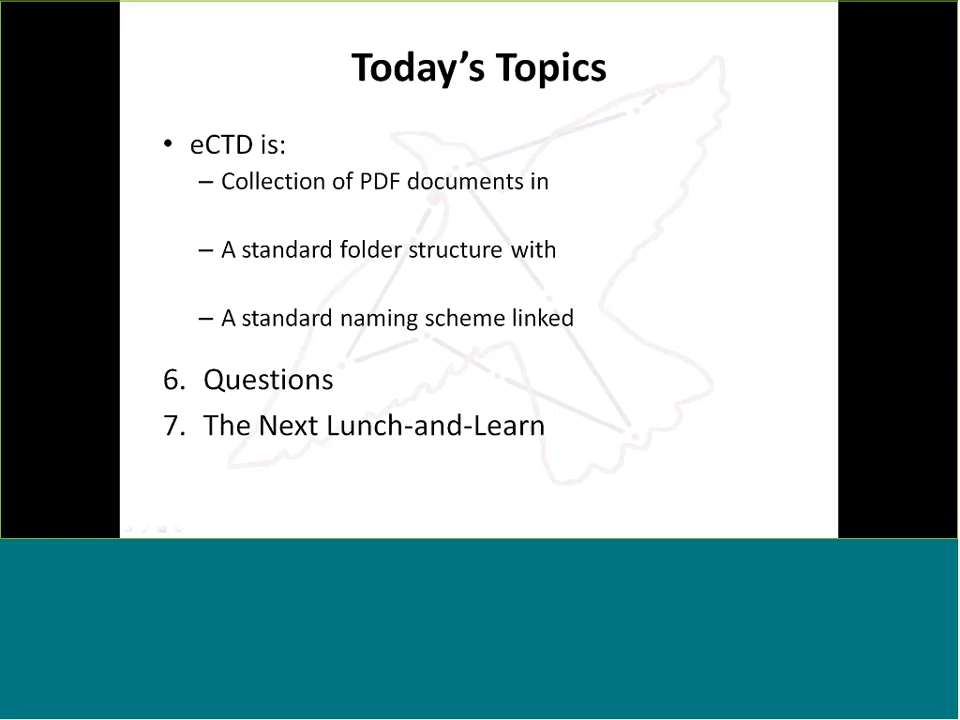 Today’s Topics
• eCTD is:
– Collection of PDF documents in
– A standard folder structure with
– A standard naming scheme linked
6. Questions
7. The Next Lunch-and-Learn